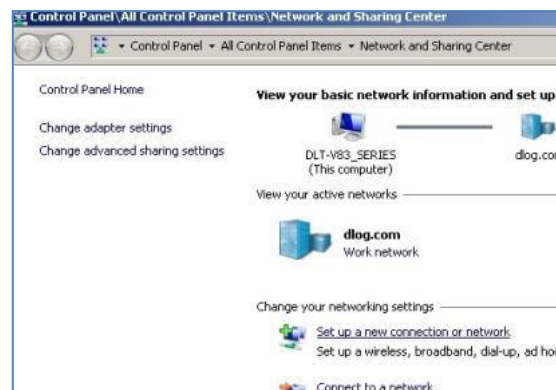 Control Panel\All Control Panel Items\Network and Sharing Center
Control Panel All Control Panel Items Network and Sharing Center
Control Panel Home
Change adapter settings
Change advanced sharing settings
View your basic network information and set up
DLT-V83_SERIES
(This computer)
dlog.co
View your active networks
dlog.com
Work network
Change your networking settings
Set up a new connection or network
Set up a wireless, broadband, dial-up, ad ho
Connect to a network